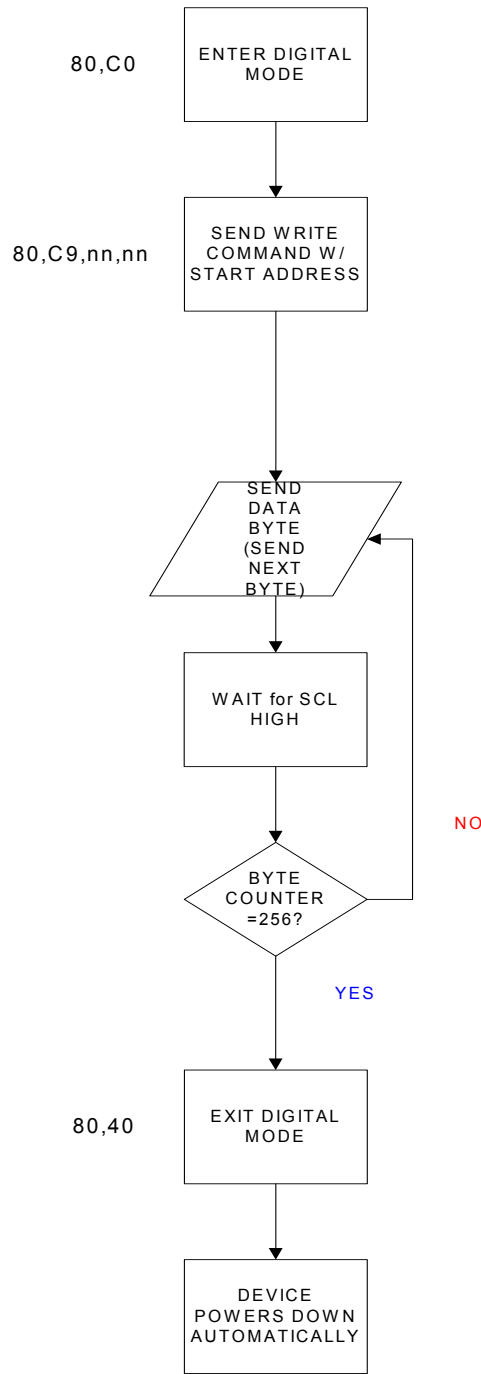 80,C0
ENTER DIGITAL
MODE
80,C9,nn,nn
SEND WRITE
COMMAND W/
START ADDRESS
SEND
DATA
BYTE
(SEND
NEXT
BYTE)
WAIT for SCL
HIGH
NO
BYTE
COUNTER
=256?
YES
80,40
EXIT DIGITAL
MODE
DEVICE
POWERS DOWN
AUTOMATICALLY